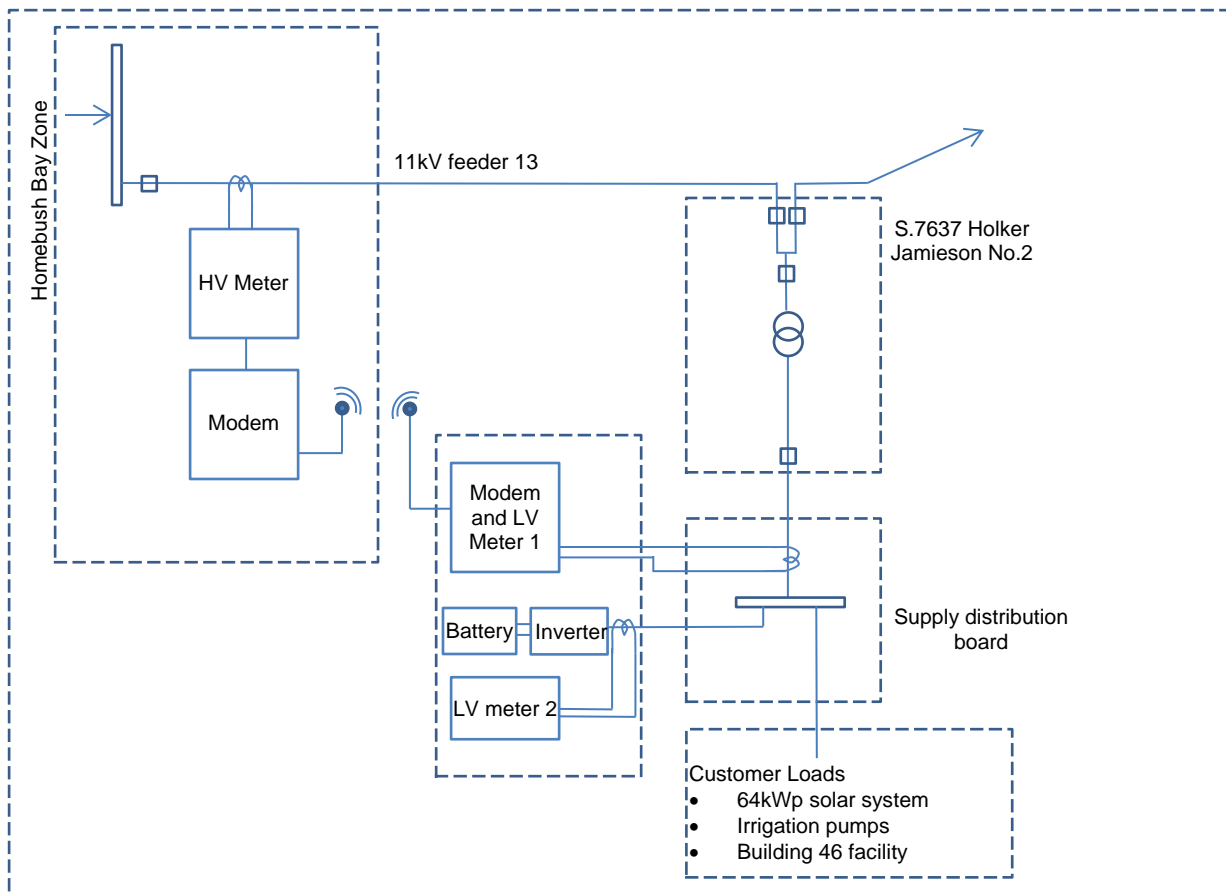 Homebush Bay Zone
11kV feeder 13
HV Meter
Modem
S.7637 Holker
Jamieson No.2
Modem
and LV
Meter 1
Battery
Inverter
LV meter 2
Supply distribution
board
Customer Loads
• 64kWp solar system
• Irrigation pumps
• Building 46 facility